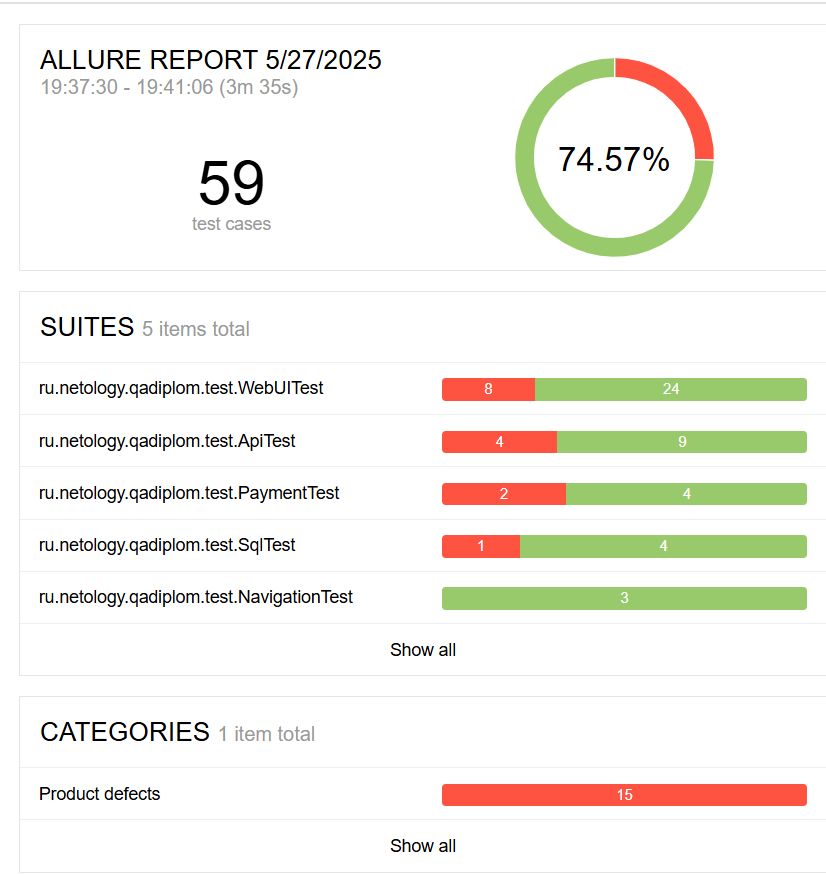 ALLURE REPORT 5/27/2025
19:37:30 - 19:41:06 (3m 35s)
59
test cases
74.57%
SUITES 5 items total
ru.netology.qadiplom.test.WebUITest 8 24
ru.netology.qadiplom.test.ApiTest 4 9
ru.netology.qadiplom.test.PaymentTest 2 4
ru.netology.qadiplom.test.SqlTest 1 4
ru.netology.qadiplom.test.NavigationTest 3
Show all
CATEGORIES 1 item total
Product defects 15
Show all